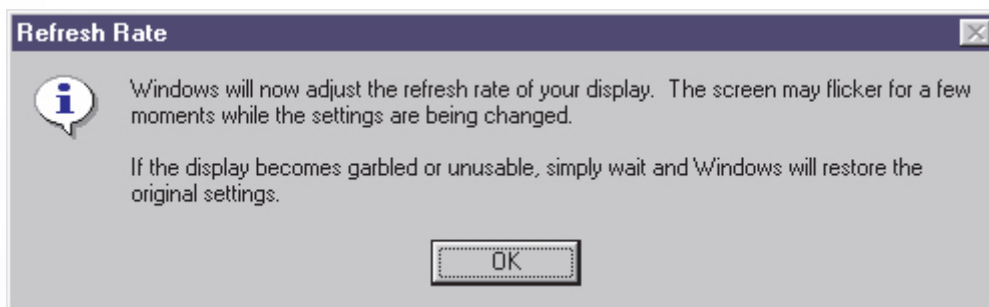 Refresh Rate
Windows will now adjust the refresh rate of your display.  The screen may flicker for a few
moments while the settings are being changed.
If the display becomes garbled or unusable, simply wait and Windows will restore the
original settings.
OK